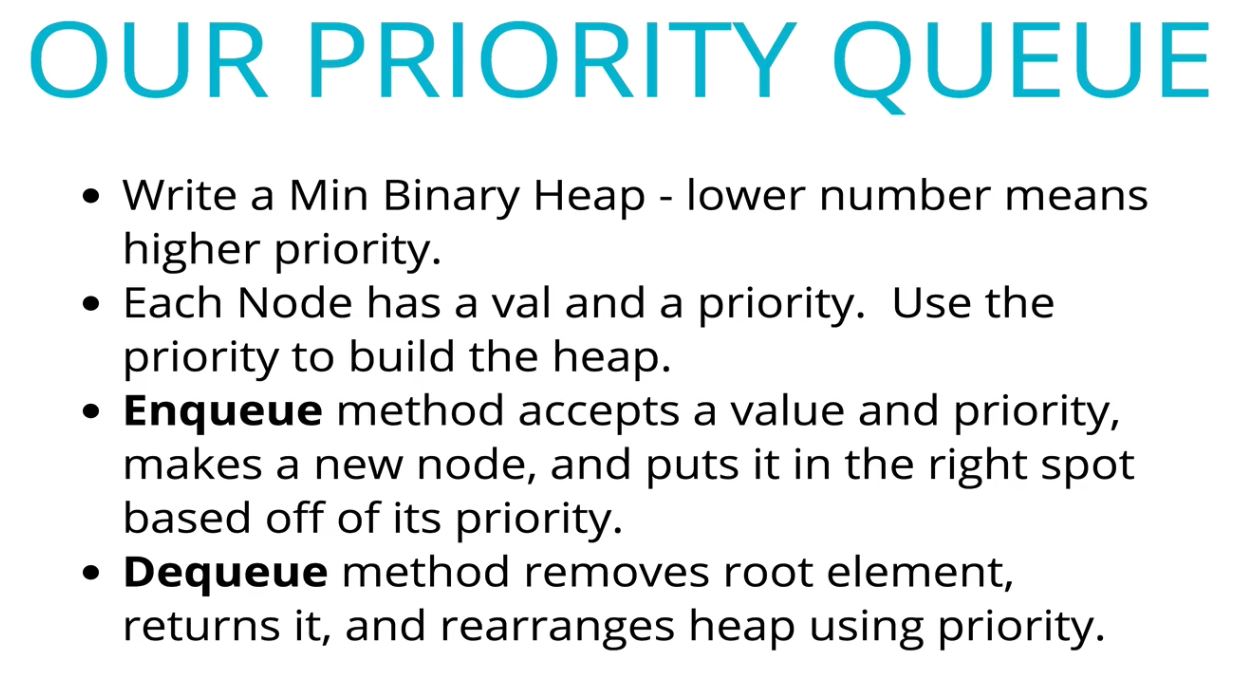 OUR PRIORITY QUEUE
• Write a Min Binary Heap - lower number means
higher priority.
• Each Node has a val and a priority.  Use the
priority to build the heap.
• Enqueue method accepts a value and priority,
makes a new node, and puts it in the right spot
based off of its priority.
• Dequeue method removes root element,
returns it, and rearranges heap using priority.